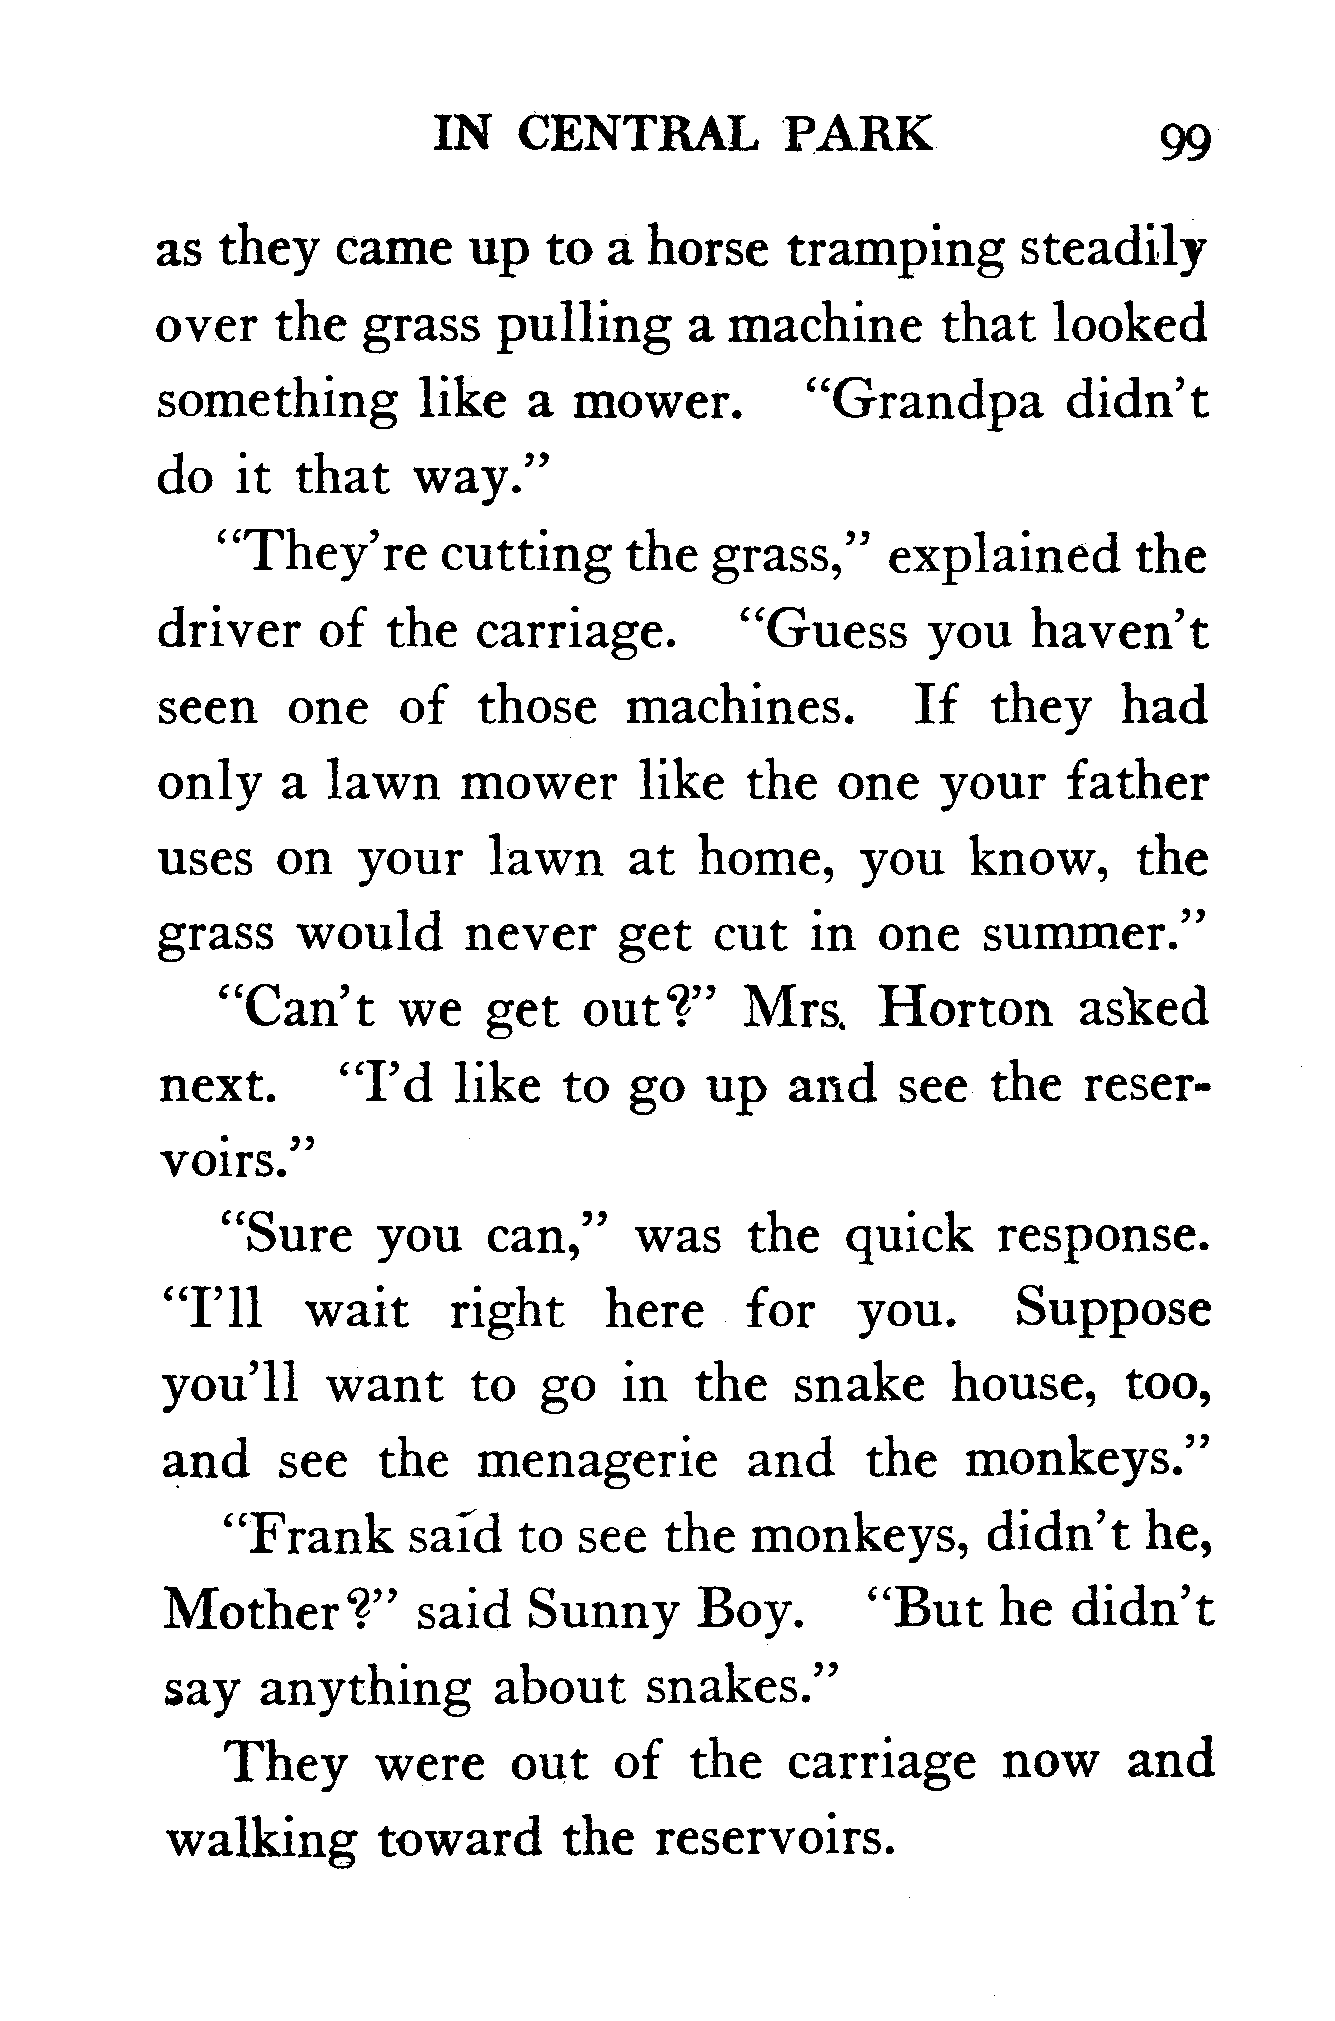 IN CENTRAL PARK 99
as they came up to a horse tramping steadily
over the grass pulling a machine that looked
something like a mower. “Grandpa didn’t
do it that way.”
“They’re cutting the grass,” explained the
driver of the carriage. “Guess you haven’t
seen one of those machines. If they had
only a lawn mower like the one your father
uses on your lawn at home, you know, the
grass would never get cut in one summer.”
“Can’t we get out?” Mrs. Horton asked
next. “I’d like to go up and see the reser-
voirs.”
“Sure you can,” was the quick response.
“I’ll wait right here for you. Suppose
you’ll want to go in the snake house, too,
and see the menagerie and the monkeys.”
“Frank said to see the monkeys, didn’t he,
Mother?” said Sunny Boy. “But he didn’t
say anything about snakes.”
They were out of the carriage now and
walking toward the reservoirs.